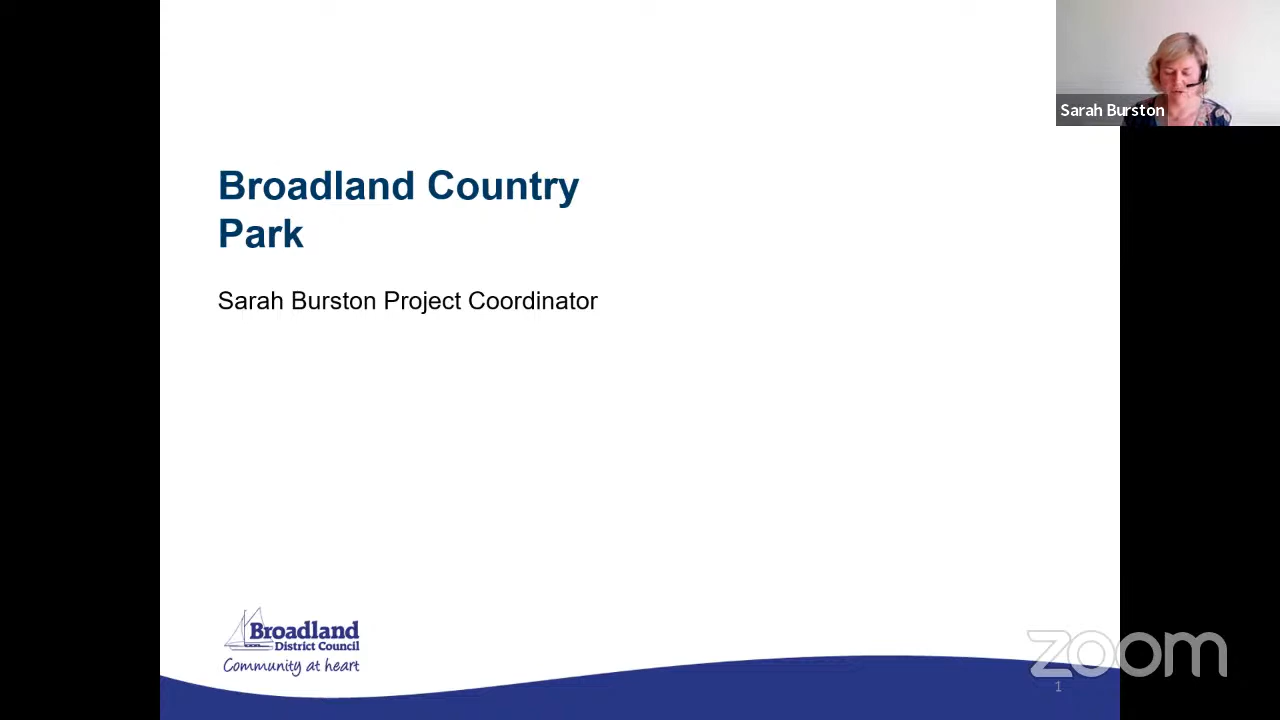 Sarah Burston
Broadland Country
Park
Sarah Burston Project Coordinator
Broadland
District Council
Community at heart
zoom
1